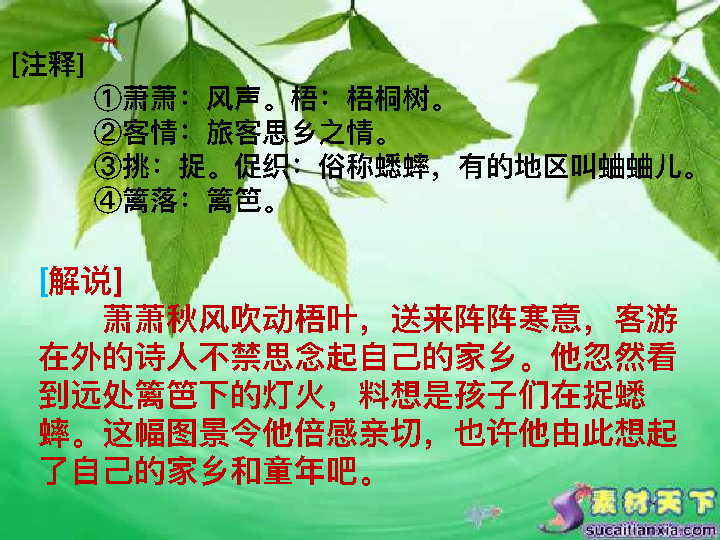 [注释]
①萧萧：风声。梧：梧桐树。
②客情：旅客思乡之情。
③挑：捉。促织：俗称蟋蟀，有的地区叫蛐蛐儿。
④篱落：篱笆。
[解说]
萧萧秋风吹动梧叶，送来阵阵寒意，客游
在外的诗人不禁思念起自己的家乡。他忽然看
到远处篱笆下的灯火，料想是孩子们在捉蟋
蟀。这幅图景令他倍感亲切，也许他由此想起
了自己的家乡和童年吧。
素材天下
sucaitianxia.com